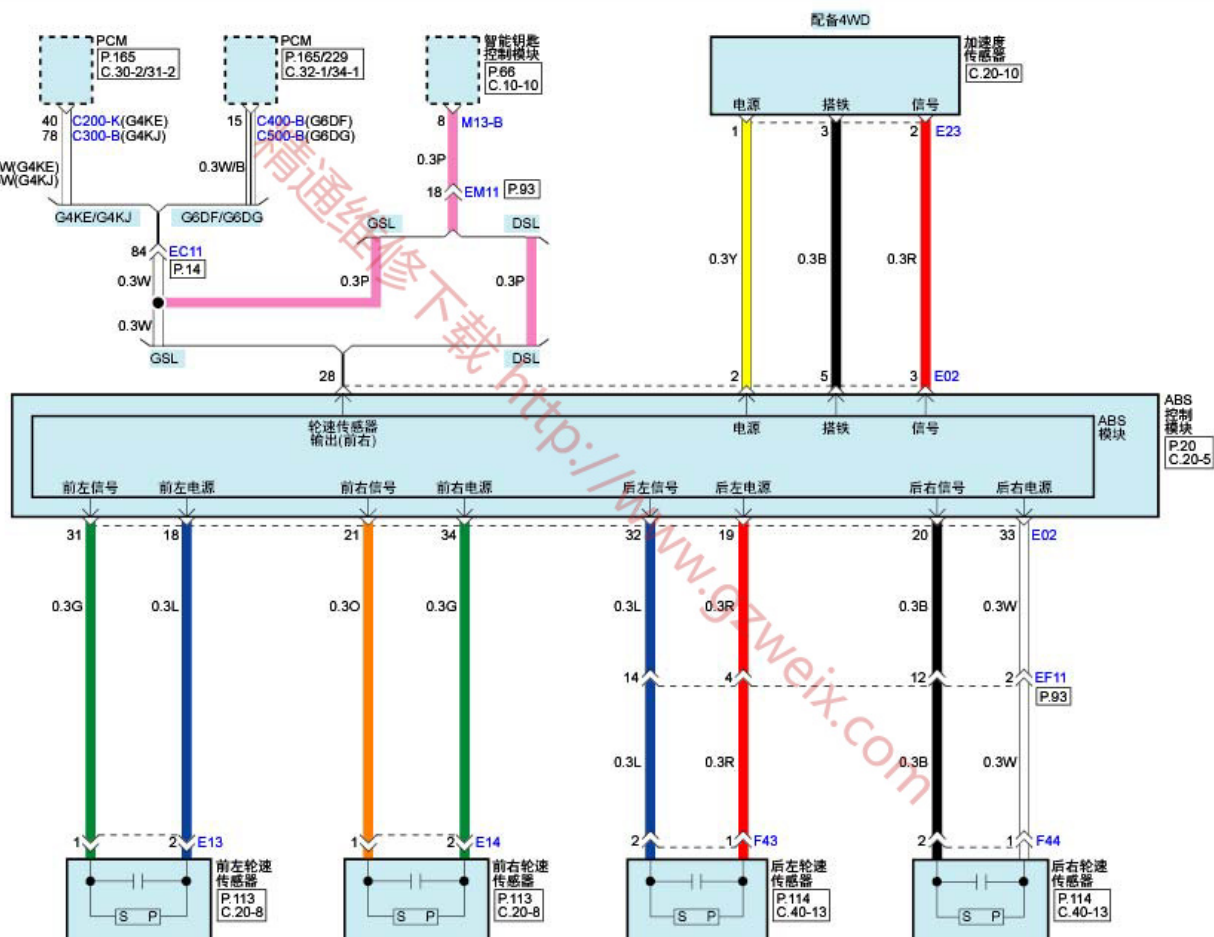 配备4WD
PCM
P.165
C.30-2/31-2
PCM
P.165/229
C.32-1/34-1
智能钥匙
控制模块
P.66
C.10-10
加速度
传感器
C.20-10
电源 搭铁 信号
40 C200-K(G4KE)
78 C300-B(G4KJ)
15 C400-B(G6DF)
C500-B(G6DG)
8 M13-B
1 3 2 E23
W(G4KE)
W(G4KJ)
0.3W/B
0.3P
18 EM11 P.93
G4KE/G4KJ G6DF/G6DG
GSL DSL
84 EC11
P.14
0.3W 0.3P 0.3P
0.3Y 0.3B 0.3R
0.3W
GSL DSL
28 2 5 3 E02
ABS
控制
模块
P.20
C.20-5
轮速传感器
输出(前右)
电源 搭铁 信号
ABS
模块
前左信号 前左电源 前右信号 前右电源 后左信号 后左电源 后右信号 后右电源
31 18 21 34 32 19 20 33 E02
0.3G 0.3L 0.3O 0.3G 0.3L 0.3R 0.3B 0.3W
14 4 12 2 EF11
P.93
0.3L 0.3R 0.3B 0.3W
1 2 E13 1 2 E14 2 1 F43 2 1 F44
前左轮速
传感器
P.113
C.20-8
S P
前右轮速
传感器
P.113
C.20-8
S P
后左轮速
传感器
P.114
C.40-13
S P
后右轮速
传感器
P.114
C.40-13
S P
精通维修下载 http://www.gzweix.com